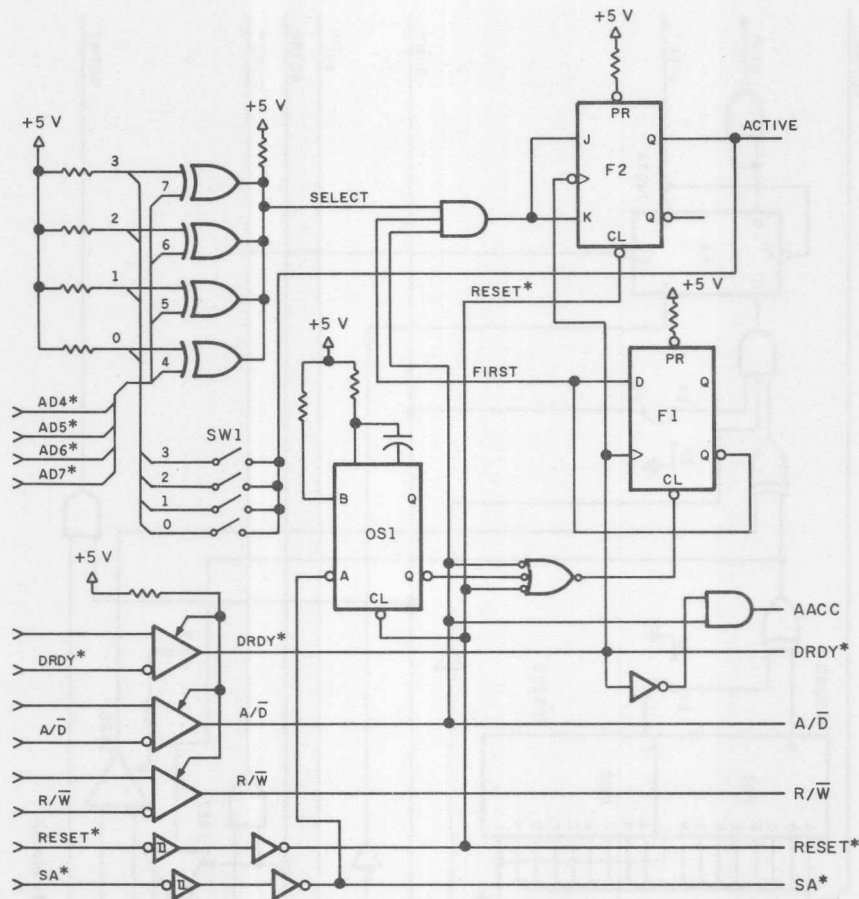 +5 V
PR
J
Q
ACTIVE
F2
K
Q
CL
+5 V
+5 V
3
7
2
6
1
5
0
4
SELECT
RESET*
+5 V
PR
D
Q
F1
Q
CL
FIRST
+5 V
AD4*
AD5*
AD6*
AD7*
SW1
3
2
1
0
B
Q
OS1
A
Q
CL
+5 V
AACC
DRDY*
DRDY*
DRDY*
A/D̅
A/D̅
A/D̅
R/W̅
R/W̅
R/W̅
RESET*
RESET*
SA*
SA*